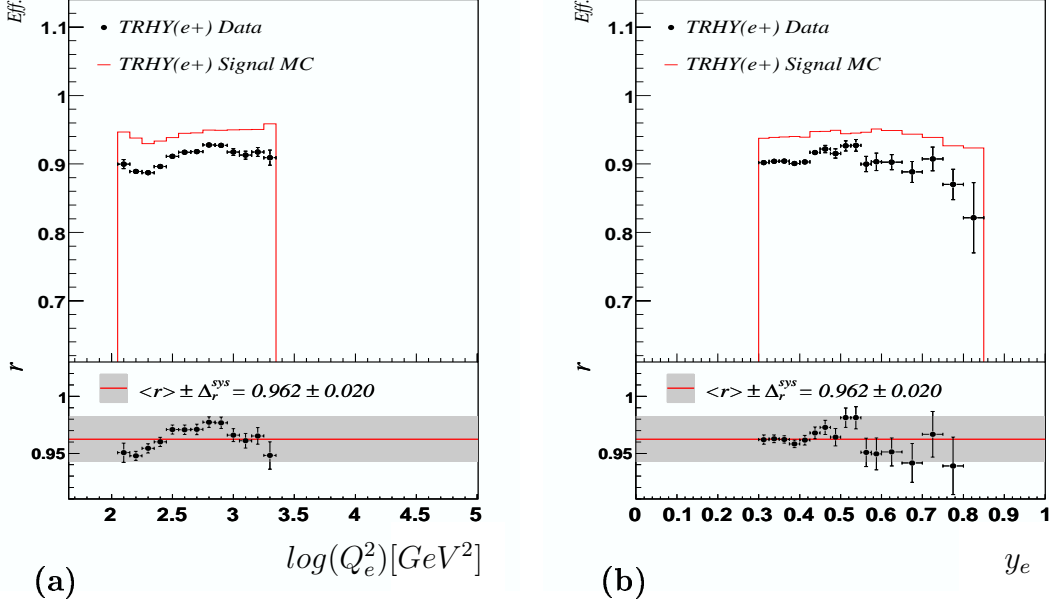 Eff.
1.1
TRHY(e+) Data
TRHY(e+) Signal MC
1
0.9
0.8
0.7
r
<r> ± Δ_r^sys = 0.962 ± 0.020
1
0.95
2 2.5 3 3.5 4 4.5 5
log(Q_e^2)[GeV^2]
(a)
Eff.
1.1
TRHY(e+) Data
TRHY(e+) Signal MC
1
0.9
0.8
0.7
r
<r> ± Δ_r^sys = 0.962 ± 0.020
1
0.95
0 0.1 0.2 0.3 0.4 0.5 0.6 0.7 0.8 0.9 1
y_e
(b)